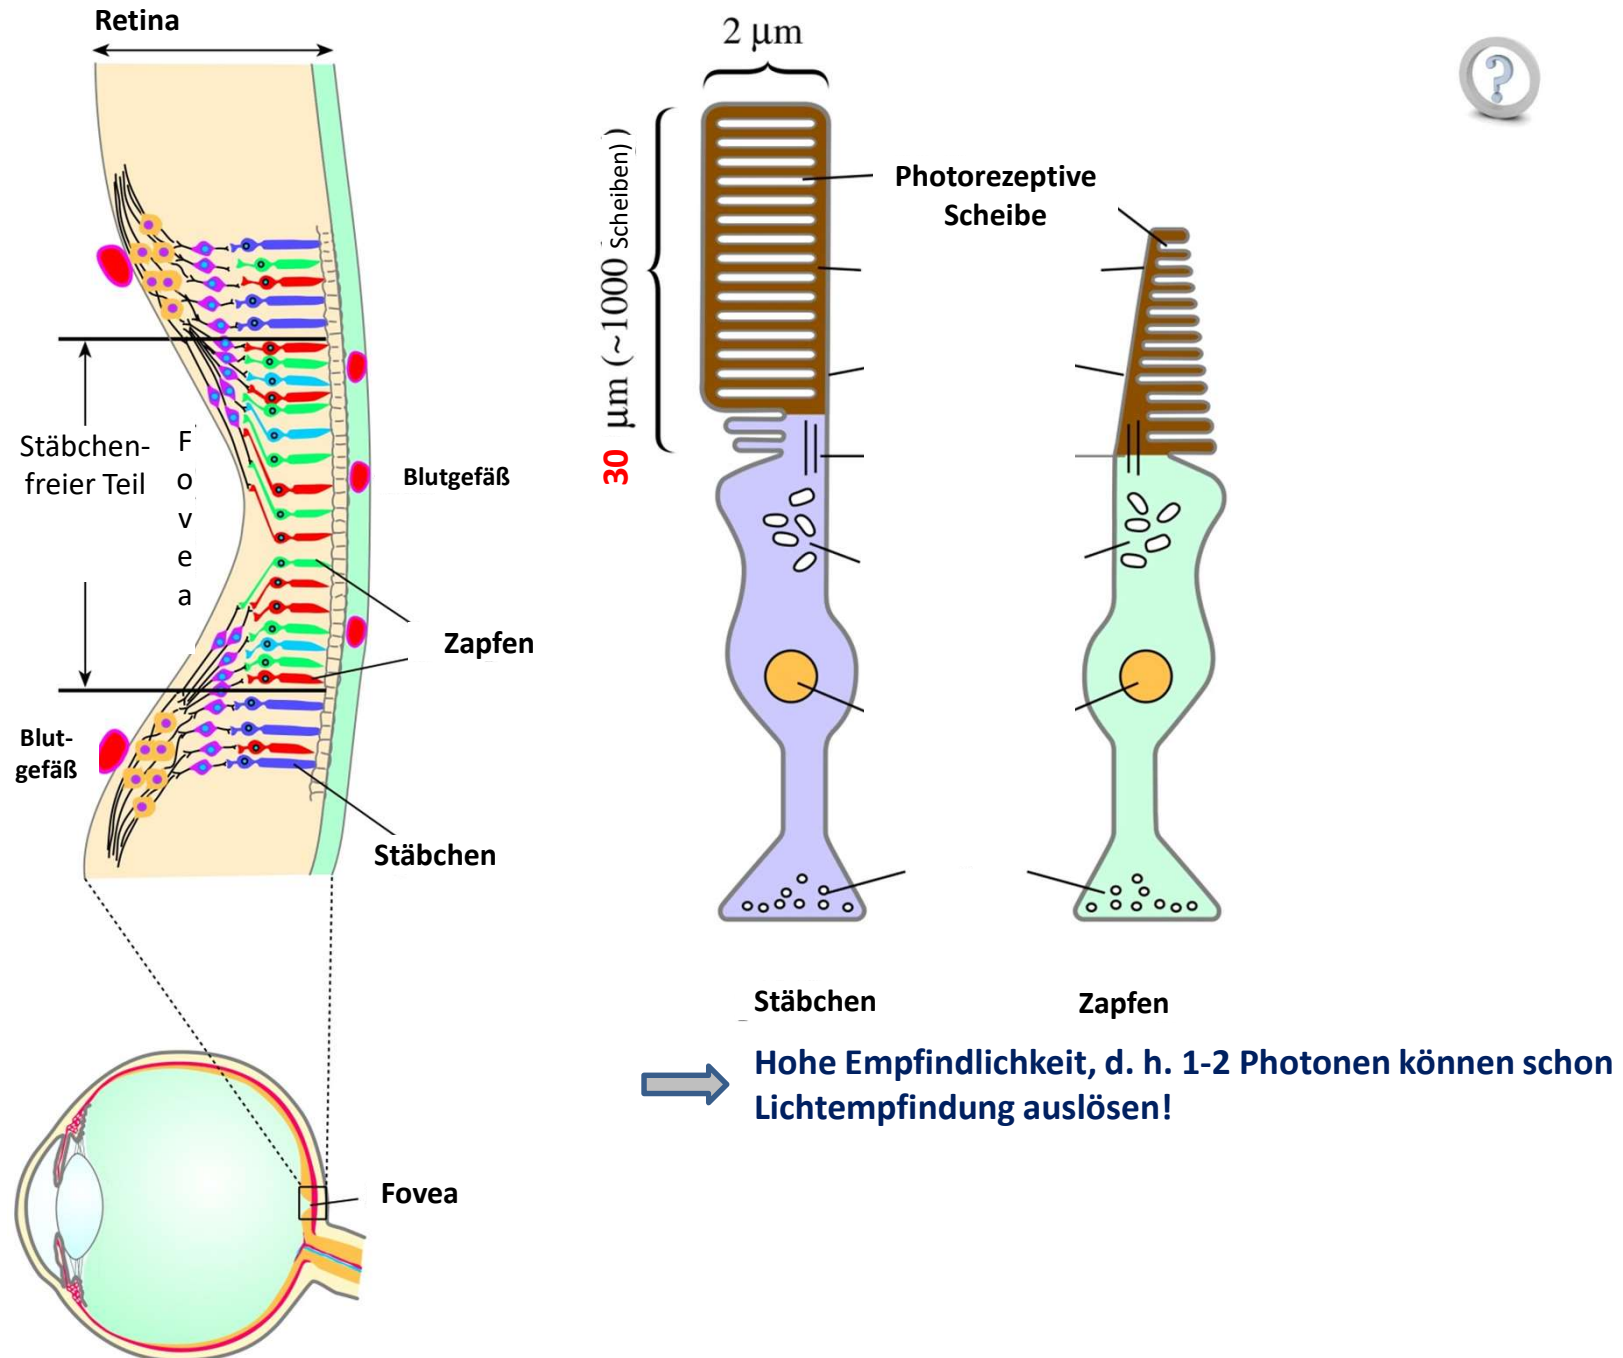 Retina
Stäbchen-
freier Teil
F
o
v
e
a
Blutgefäß
Zapfen
Blut-
gefäß
Stäbchen
Fovea
2 µm
30 µm (~1000 Scheiben) )
Photorezeptive
Scheibe
Stäbchen
Zapfen
Hohe Empfindlichkeit, d. h. 1-2 Photonen können schon
Lichtempfindung auslösen!
?